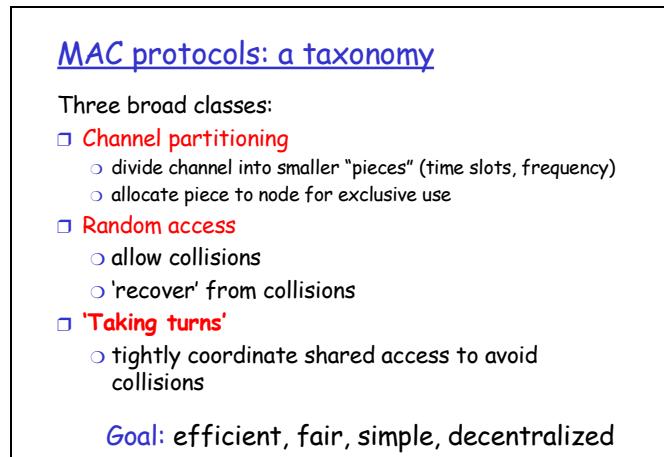 MAC protocols: a taxonomy
Three broad classes:
❒ Channel partitioning
❍ divide channel into smaller “pieces” (time slots, frequency)
❍ allocate piece to node for exclusive use
❒ Random access
❍ allow collisions
❍ ‘recover’ from collisions
❒ ‘Taking turns’
❍ tightly coordinate shared access to avoid
collisions
Goal: efficient, fair, simple, decentralized